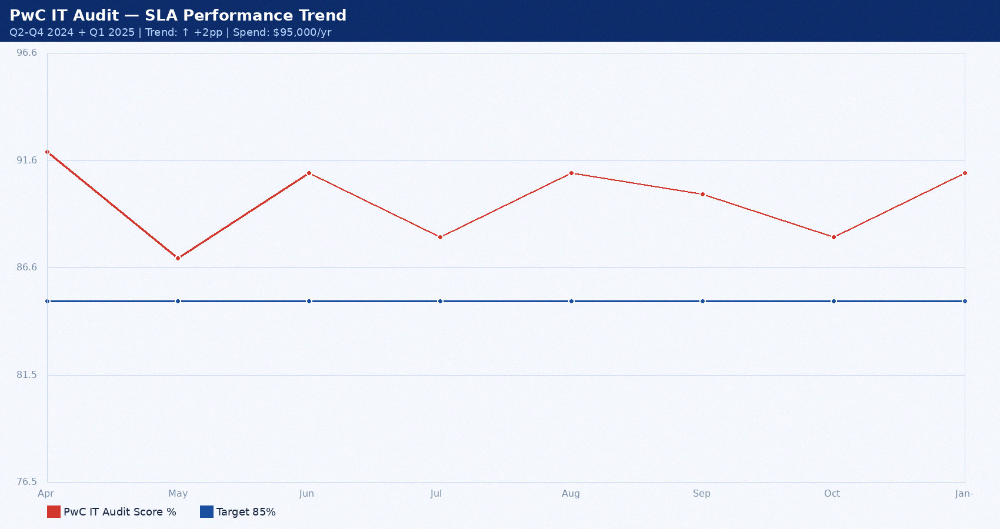 PwC IT Audit — SLA Performance Trend
Q2-Q4 2024 + Q1 2025 | Trend: ↑ +2pp | Spend: $95,000/yr
96.6
91.6
86.6
81.5
76.5
Apr May Jun Jul Aug Sep Oct Jan-
PwC IT Audit Score % Target 85%